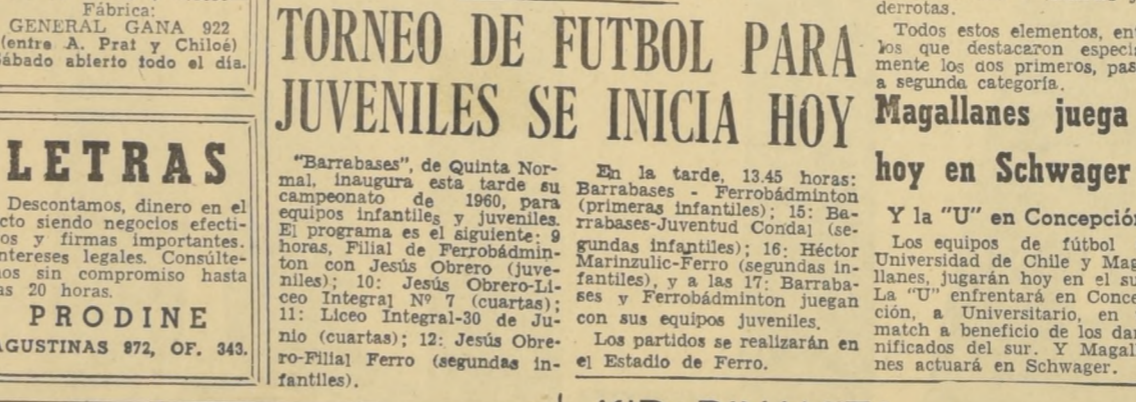 Fábrica:
GENERAL GANA 922
(entre A. Prat y Chiloé)
Sábado abierto todo el día.
LETRAS
Descontamos, dinero en el
cto siendo negocios efecti-
os y firmas importantes.
ntereses legales. Consúlte-
nos sin compromiso hasta
as 20 horas.
PRODINE
AGUSTINAS 972, OF. 343.
TORNEO DE FUTBOL PARA
JUVENILES SE INICIA HOY
"Barrabases", de Quinta Nor-
mal, inaugura esta tarde su
campeonato de 1960, para
equipos infantiles y juveniles.
El programa es el siguiente: 9
horas, Filial de Ferrobádmin-
ton con Jesús Obrero (juve-
niles); 10: Jesús Obrero-Li-
ceo Integral Nº 7 (cuartas);
11: Liceo Integral-30 de Ju-
nio (cuartas); 12: Jesús Obre-
ro-Filial Ferro (segundas in-
fantiles).
En la tarde, 13.45 horas:
Barrabases - Ferrobádminton
(primeras infantiles); 15: Ba-
rrabases-Juventud Condal (se-
gundas infantiles); 16: Héctor
Marinzulic-Ferro (segundas in-
fantiles), y a las 17: Barraba-
ses y Ferrobádminton juegan
con sus equipos juveniles.
Los partidos se realizarán en
el Estadio de Ferro.
derrotas.
Todos estos elementos, ent
los que destacaron especi
mente los dos primeros, pas
a segunda categoría.
Magallanes juega
hoy en Schwager
Y la "U" en Concepción
Los equipos de fútbol
Universidad de Chile y Mag
llanes, jugarán hoy en el su
La "U" enfrentará en Conce
ción, a Universitario, en
match a beneficio de los dam
nificados del sur. Y Magall
nes actuará en Schwager.